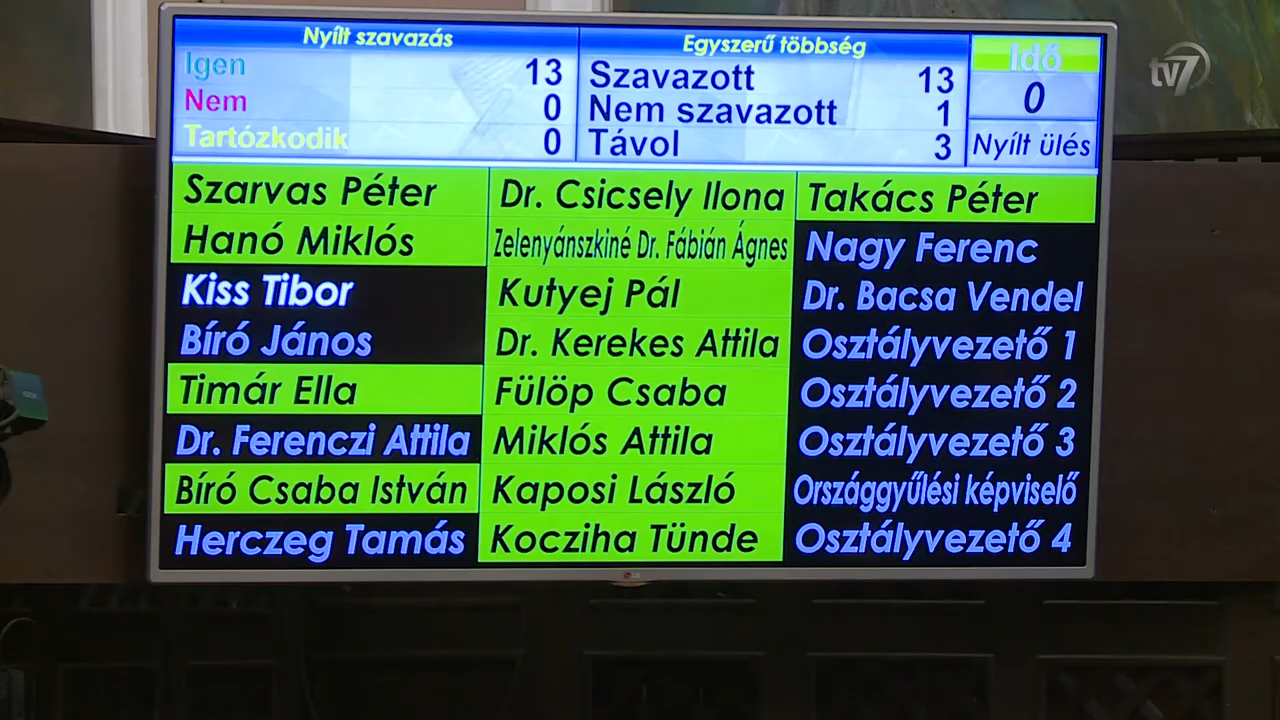 Nyílt szavazás
Igen 13
Nem 0
Tartózkodik 0
Egyszerű többség
Szavazott 13
Nem szavazott 1
Távol 3
Idő
0
Nyílt ülés
tv7
Szarvas Péter
Hanó Miklós
Kiss Tibor
Bíró János
Timár Ella
Dr. Ferenczi Attila
Bíró Csaba István
Herczeg Tamás
Dr. Csicsely Ilona
Zelenyánszkiné Dr. Fábián Ágnes
Kutyej Pál
Dr. Kerekes Attila
Fülöp Csaba
Miklós Attila
Kaposi László
Kocziha Tünde
Takács Péter
Nagy Ferenc
Dr. Bacsa Vendel
Osztályvezető 1
Osztályvezető 2
Osztályvezető 3
Országgyűlési képviselő
Osztályvezető 4
LG